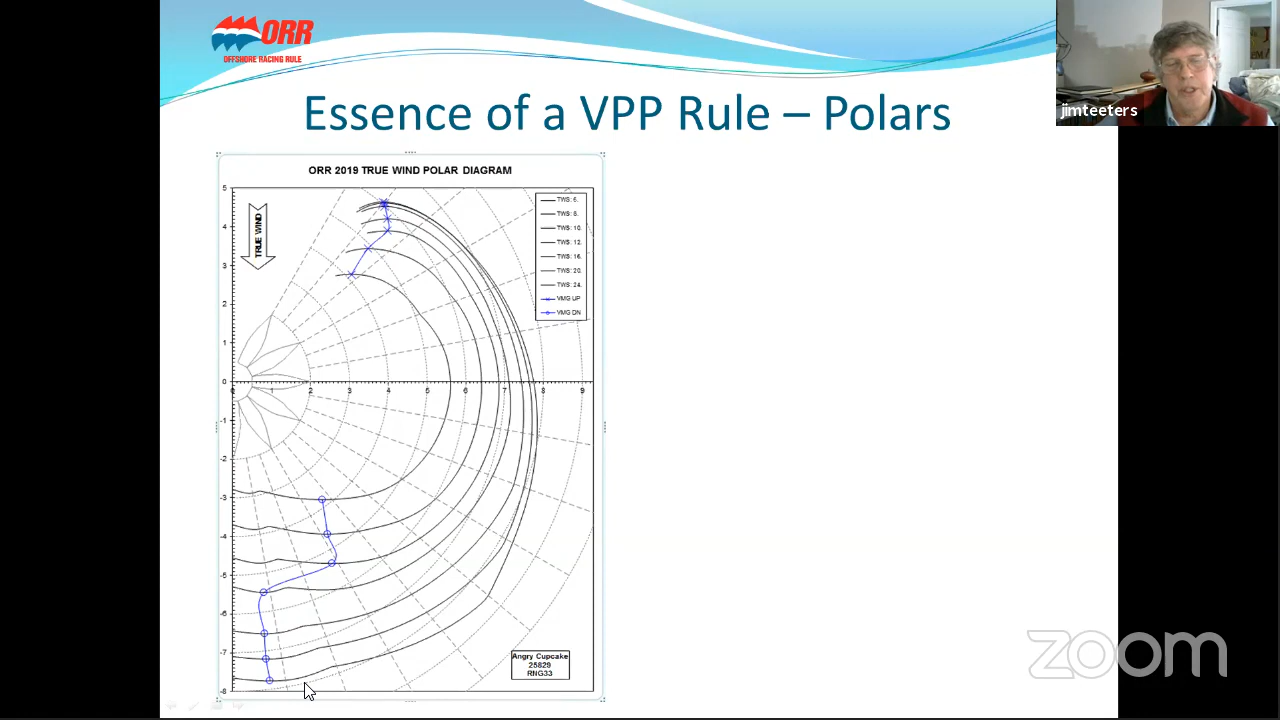 ORR
OFFSHORE RACING RULE
jimteeters
Essence of a VPP Rule – Polars
ORR 2019 TRUE WIND POLAR DIAGRAM
5
4
3
2
1
0
-1
-2
-3
-4
-5
-6
-7
-8
TRUE WIND
0 1 2 3 4 5 6 7 8 9
TWS: 6.
TWS: 8.
TWS: 10.
TWS: 12.
TWS: 16.
TWS: 20.
TWS: 24.
VMG UP
VMG DN
Angry Cupcake
25829
RNG33
zoom